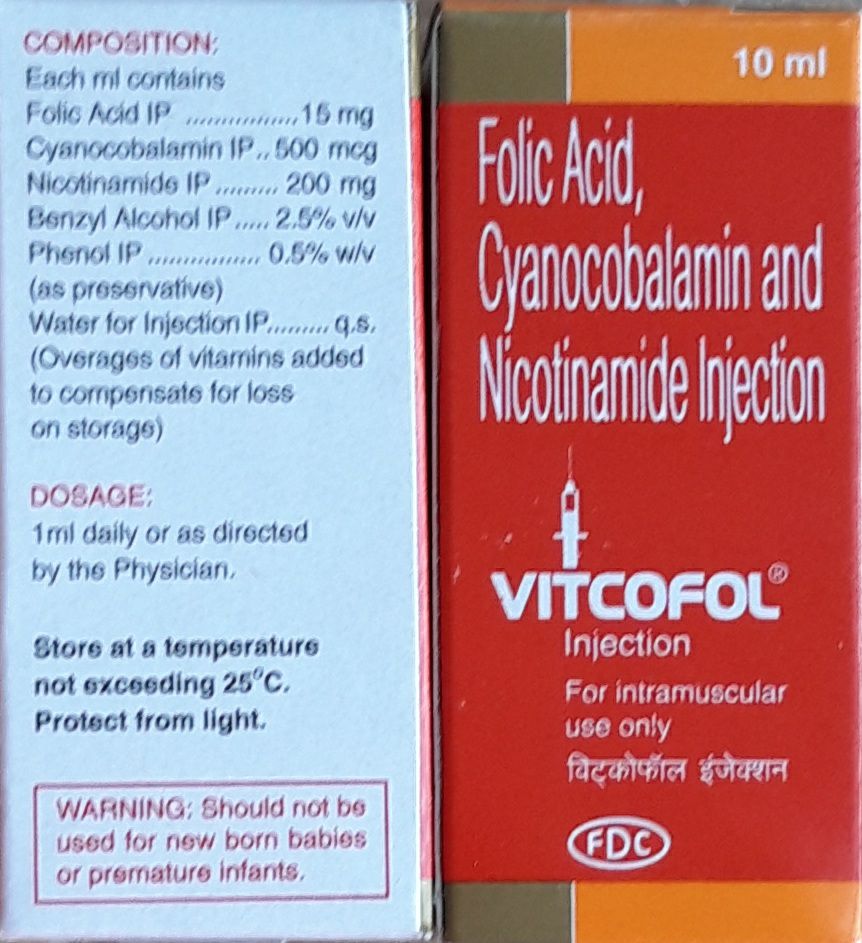 COMPOSITION:
Each ml contains
Folic Acid IP ................15 mg
Cyanocobalamin IP..500 mcg
Nicotinamide IP......... 200 mg
Benzyl Alcohol IP..... 2.5% v/v
Phenol IP ................ 0.5% w/v
(as preservative)
Water for Injection IP......... q.s.
(Overages of vitamins added
to compensate for loss
on storage)
DOSAGE:
1ml daily or as directed
by the Physician.
Store at a temperature
not exceeding 25°C.
Protect from light.
WARNING: Should not be
used for new born babies
or premature infants.
10 ml
Folic Acid,
Cyanocobalamin and
Nicotinamide Injection
VITCOFOL®
Injection
For intramuscular
use only
विट्कोफॉल इंजेक्शन
FDC